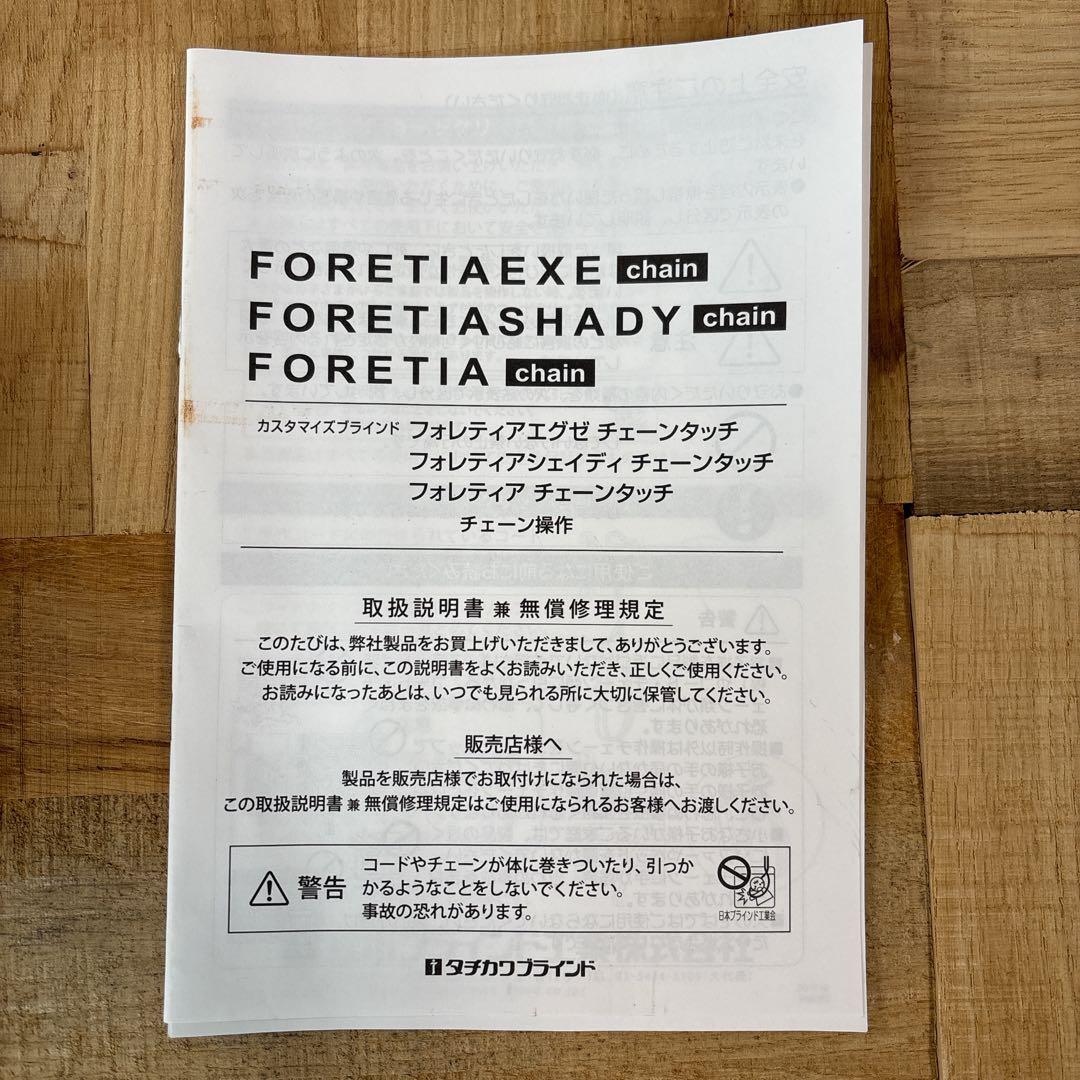 FORETIAEXE chain
FORETIASHADY chain
FORETIA chain
カスタマイズブラインド フォレティアエグゼ チェーンタッチ
フォレティアシェイディ チェーンタッチ
フォレティア チェーンタッチ
チェーン操作
取扱説明書 兼 無償修理規定
このたびは、弊社製品をお買上げいただきまして、ありがとうございます。
ご使用になる前に、この説明書をよくお読みいただき、正しくご使用ください。
お読みになったあとは、いつでも見られる所に大切に保管してください。
販売店様へ
製品を販売店様でお取付けになられた場合は、
この取扱説明書 兼 無償修理規定はご使用になられるお客様へお渡しください。
警告
コードやチェーンが体に巻きついたり、引っか
かるようなことをしないでください。
事故の恐れがあります。
日本ブラインド工業会
タチカワブラインド